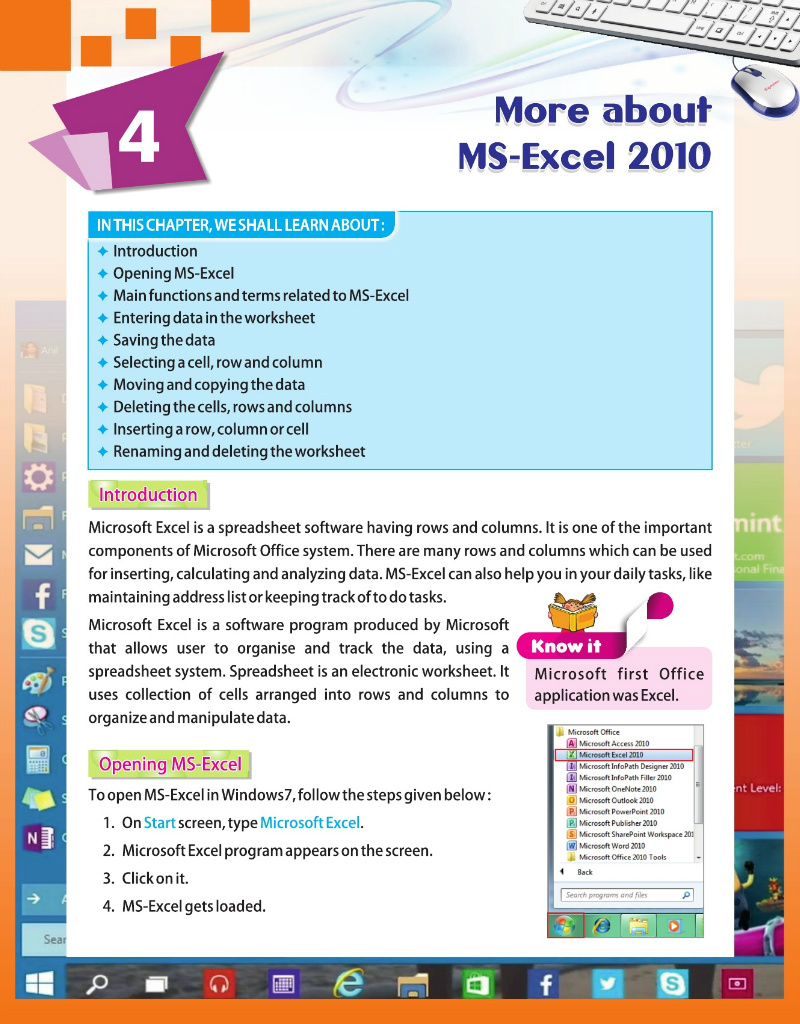 4
More about
MS-Excel 2010
IN THIS CHAPTER, WE SHALL LEARN ABOUT :
Introduction
Opening MS-Excel
Main functions and terms related to MS-Excel
Entering data in the worksheet
Saving the data
Selecting a cell, row and column
Moving and copying the data
Deleting the cells, rows and columns
Inserting a row, column or cell
Renaming and deleting the worksheet
Introduction
Microsoft Excel is a spreadsheet software having rows and columns. It is one of the important
components of Microsoft Office system. There are many rows and columns which can be used
for inserting, calculating and analyzing data. MS-Excel can also help you in your daily tasks, like
maintaining address list or keeping track of to do tasks.
Microsoft Excel is a software program produced by Microsoft
that allows user to organise and track the data, using a
spreadsheet system. Spreadsheet is an electronic worksheet. It
uses collection of cells arranged into rows and columns to
organize and manipulate data.
Know it
Microsoft first Office
application was Excel.
Opening MS-Excel
To open MS-Excel in Windows7, follow the steps given below :
1. On Start screen, type Microsoft Excel.
2. Microsoft Excel program appears on the screen.
3. Click on it.
4. MS-Excel gets loaded.
Microsoft Office
Microsoft Access 2010
Microsoft Excel 2010
Microsoft InfoPath Designer 2010
Microsoft InfoPath Filler 2010
Microsoft OneNote 2010
Microsoft Outlook 2010
Microsoft PowerPoint 2010
Microsoft Publisher 2010
Microsoft SharePoint Workspace 201
Microsoft Word 2010
Microsoft Office 2010 Tools
Back
Search programs and files
Anil
mint
t.com
onal Fina
nt Level:
Sear